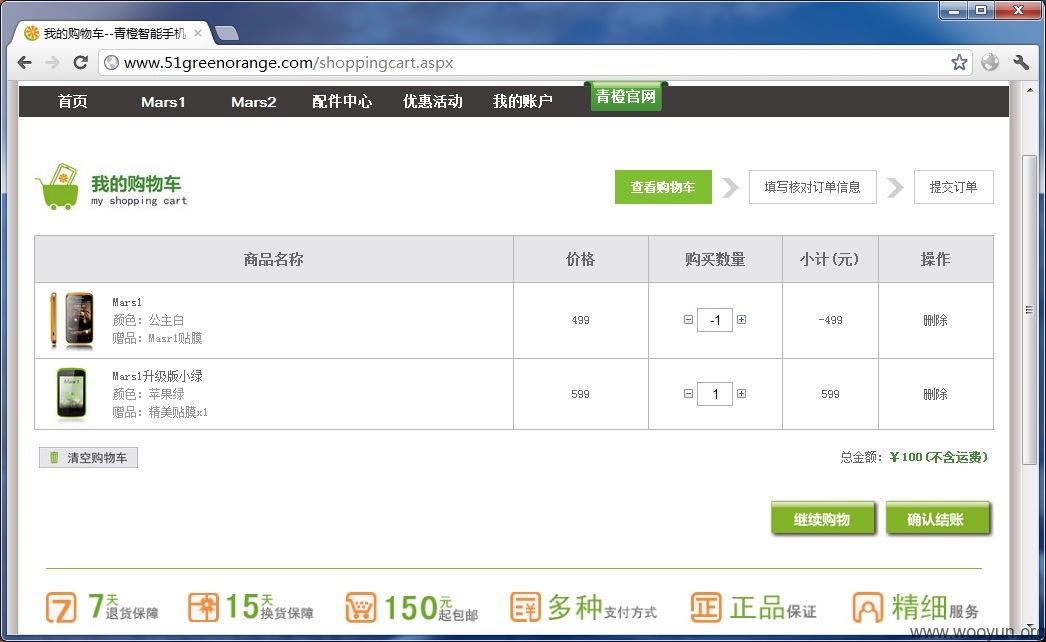 我的购物车--青橙智能手机
www.51greenorange.com/shoppingcart.aspx
首页 Mars1 Mars2 配件中心 优惠活动 我的账户 青橙官网
我的购物车
my shopping cart
查看购物车 填写核对订单信息 提交订单
商品名称 价格 购买数量 小计(元) 操作
Mars1
颜色: 公主白
赠品: Masr1贴膜
499 -1 -499 删除
Mars1升级版小绿
颜色: 苹果绿
赠品: 精美贴膜x1
599 1 599 删除
清空购物车
总金额: ￥100(不含运费)
继续购物 确认结账
7天退货保障 15天换货保障 150元起包邮 多种支付方式 正品保证 精细服务
www.wooyun.org